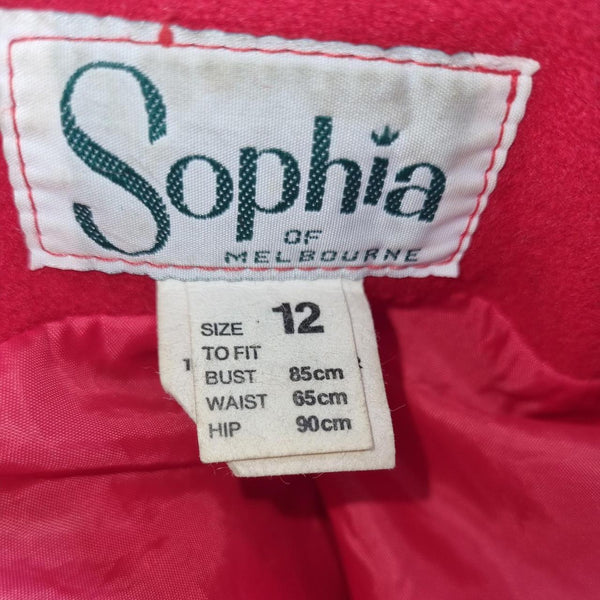 Sophia
OF
MELBOURNE
SIZE 12
TO FIT
BUST 85cm
WAIST 65cm
HIP 90cm